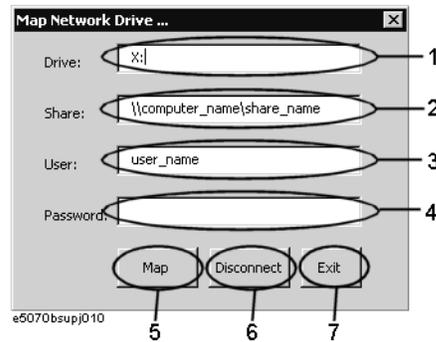 Map Network Drive ...
Drive: X: 1
Share: \\computer_name\share_name 2
User: user_name 3
Password: 4
Map Disconnect Exit
e5070bsupj010
5 6 7